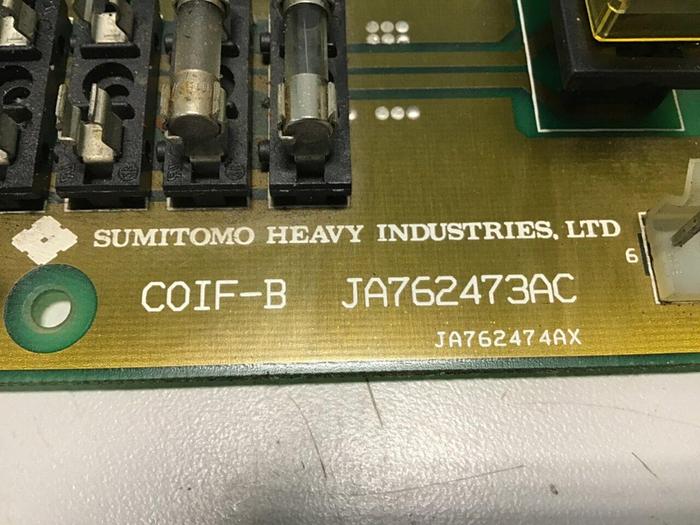 SUMITOMO HEAVY INDUSTRIES, LTD
6
COIF-B JA762473AC
JA762474AX